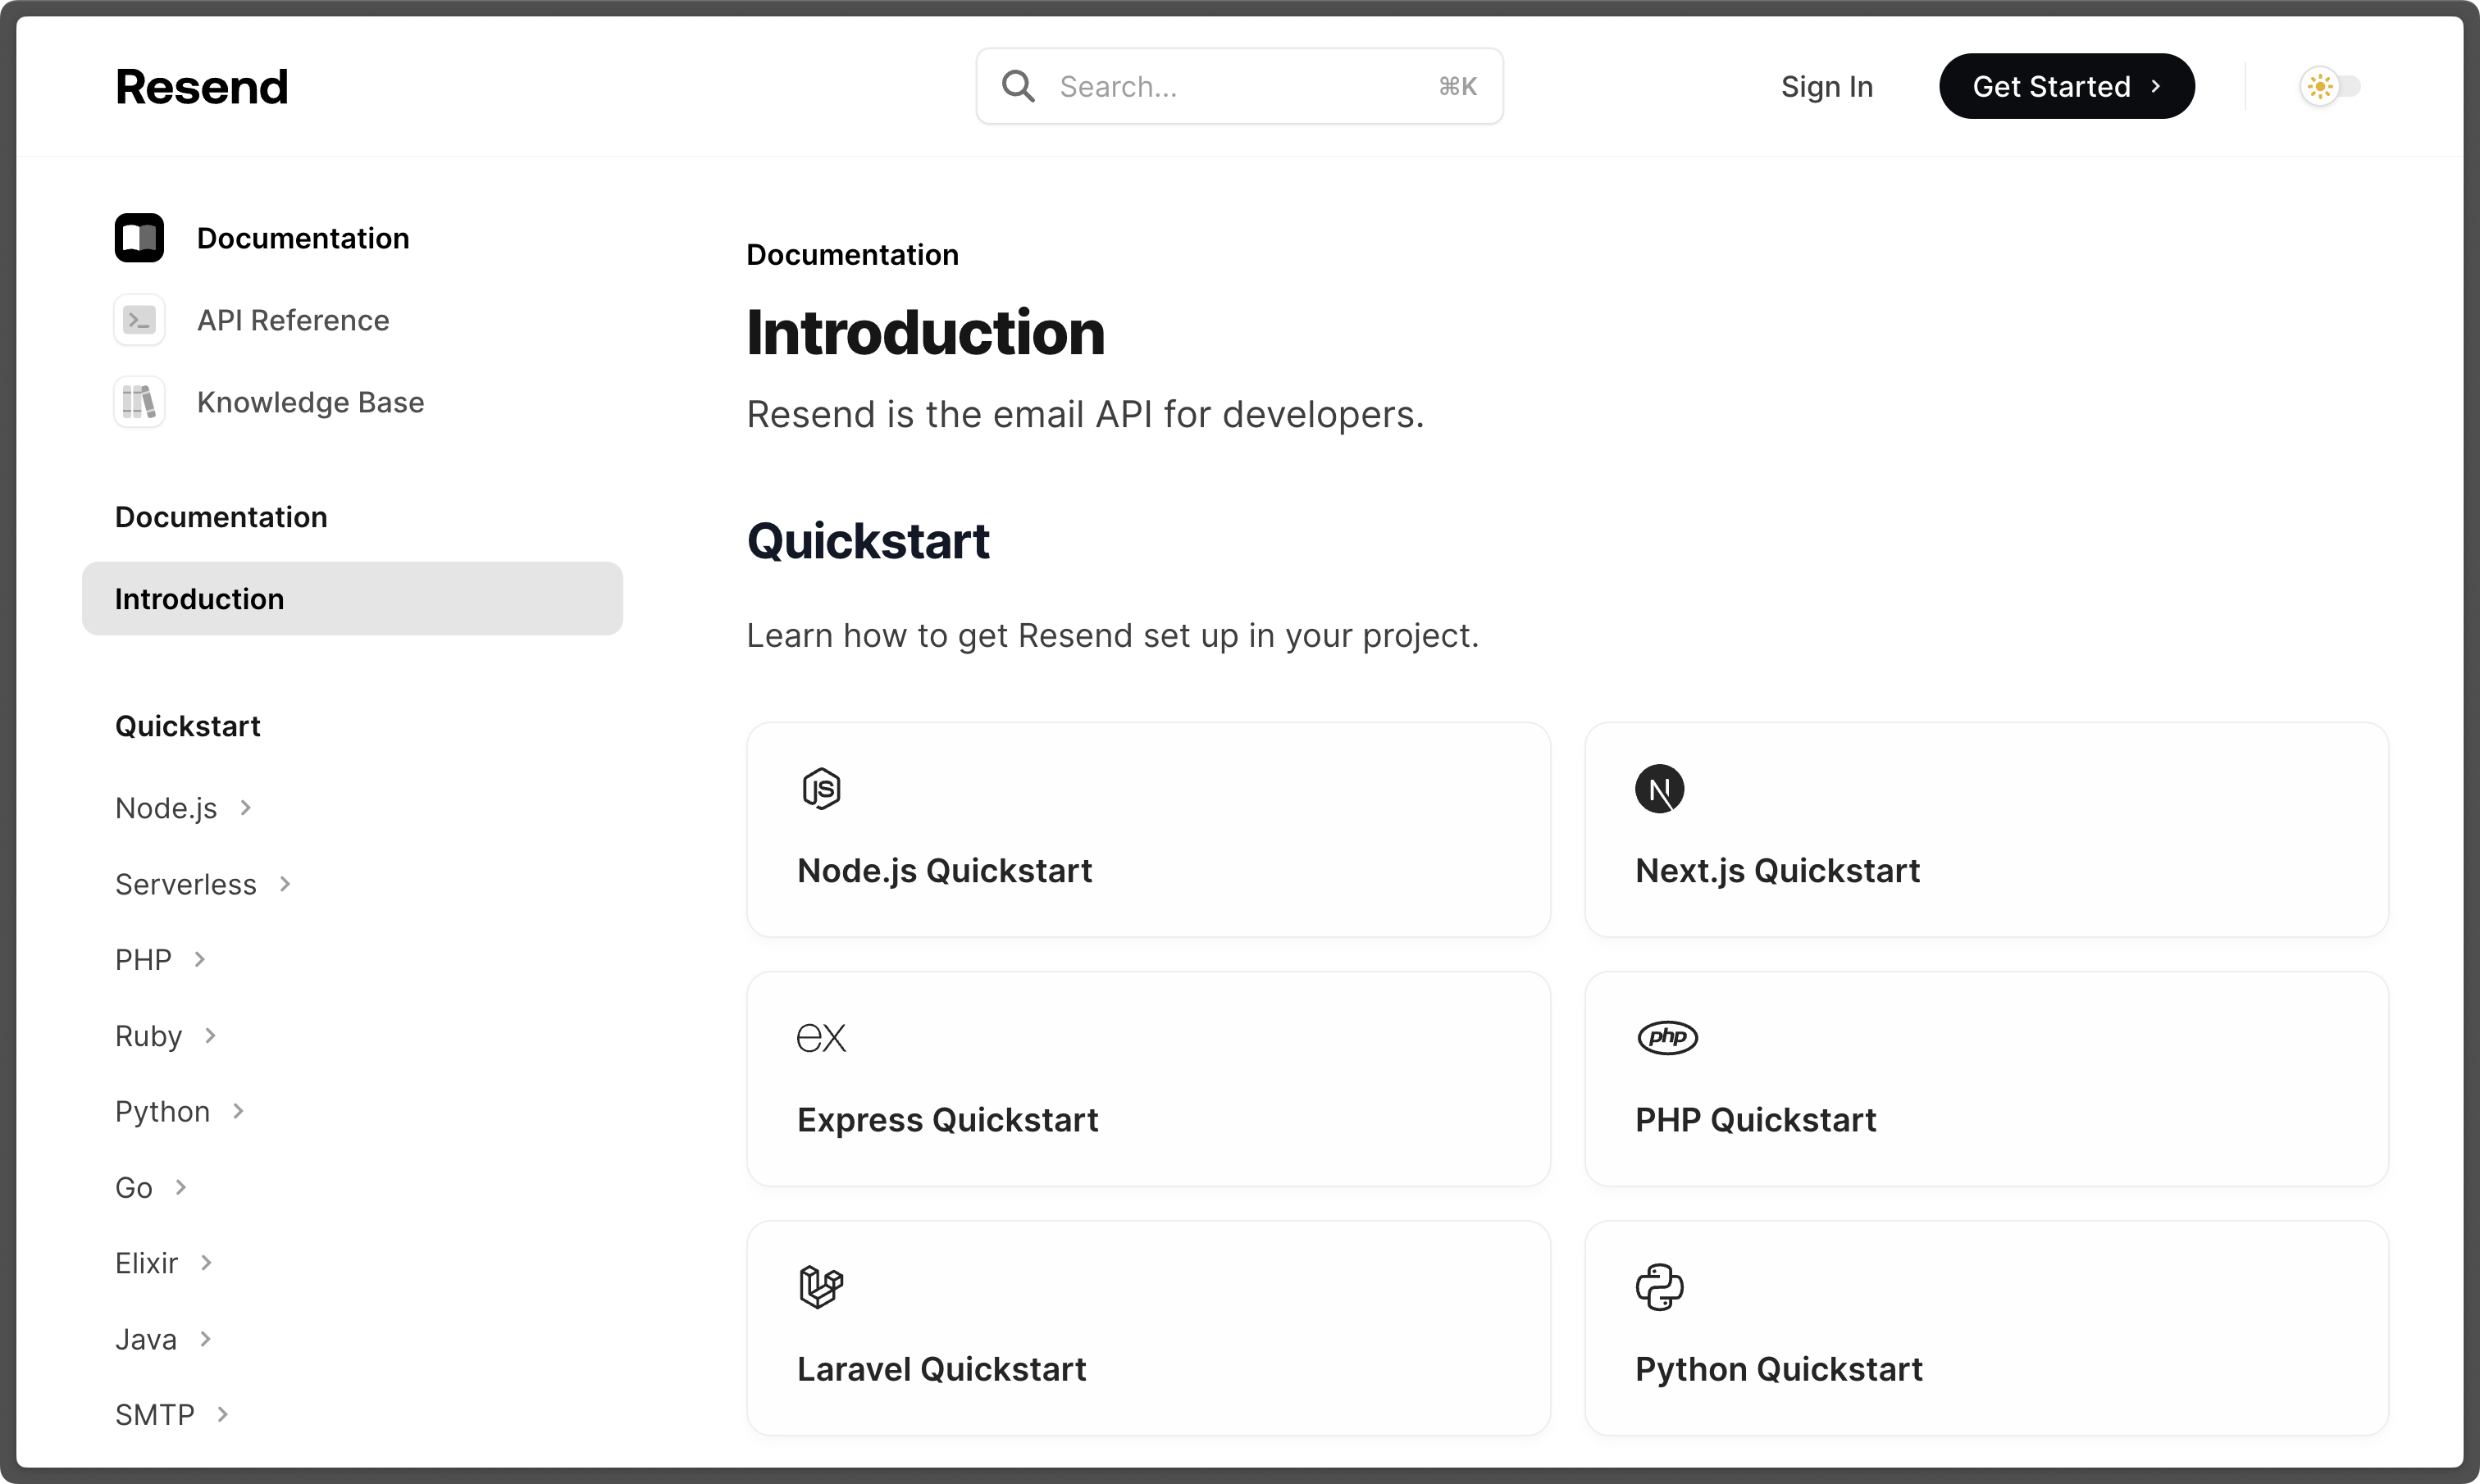 Resend
Search...
⌘K
Sign In
Get Started
Documentation
API Reference
Knowledge Base
Documentation
Introduction
Quickstart
Node.js
Serverless
PHP
Ruby
Python
Go
Elixir
Java
SMTP
Documentation
Introduction
Resend is the email API for developers.
Quickstart
Learn how to get Resend set up in your project.
JS
Node.js Quickstart
N
Next.js Quickstart
ex
Express Quickstart
php
PHP Quickstart
Laravel Quickstart
Python Quickstart